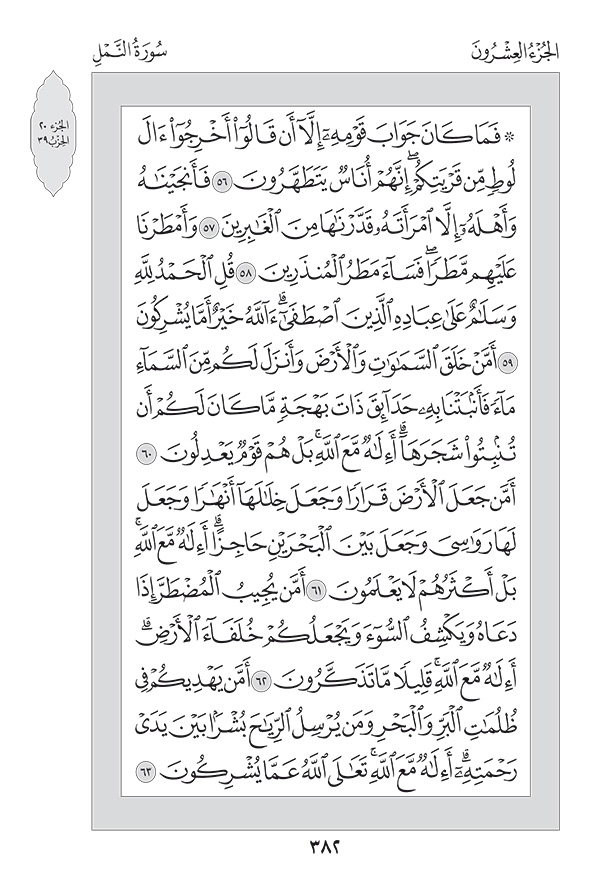 الجُزْءُ العِشْرُونَ
سُورَةُ النَّمْلِ
الجُزْء ٢٠
الحِزْبُ ٣٩
۞ فَمَا كَانَ جَوَابَ قَوْمِهِۦٓ إِلَّآ أَن قَالُوٓا۟ أَخْرِجُوٓا۟ ءَالَ
لُوطٍ مِّن قَرْيَتِكُمْ ۖ إِنَّهُمْ أُنَاسٌ يَتَطَهَّرُونَ ٥٦ فَأَنجَيْنَٰهُ
وَأَهْلَهُۥٓ إِلَّا ٱمْرَأَتَهُۥ قَدَّرْنَٰهَا مِنَ ٱلْغَٰبِرِينَ ٥٧ وَأَمْطَرْنَا
عَلَيْهِم مَّطَرًا ۖ فَسَآءَ مَطَرُ ٱلْمُنذَرِينَ ٥٨ قُلِ ٱلْحَمْدُ لِلَّهِ
وَسَلَٰمٌ عَلَىٰ عِبَادِهِ ٱلَّذِينَ ٱصْطَفَىٰٓ ۗ ءَآللَّهُ خَيْرٌ أَمَّا يُشْرِكُونَ
٥٩ أَمَّنْ خَلَقَ ٱلسَّمَٰوَٰتِ وَٱلْأَرْضَ وَأَنزَلَ لَكُم مِّنَ ٱلسَّمَآءِ
مَآءً فَأَنۢبَتْنَا بِهِۦ حَدَآئِقَ ذَاتَ بَهْجَةٍ مَّا كَانَ لَكُمْ أَن
تُنۢبِتُوا۟ شَجَرَهَآ ۗ أَءِلَٰهٌ مَّعَ ٱللَّهِ ۚ بَلْ هُمْ قَوْمٌ يَعْدِلُونَ ٦٠
أَمَّن جَعَلَ ٱلْأَرْضَ قَرَارًا وَجَعَلَ خِلَٰلَهَآ أَنْهَٰرًا وَجَعَلَ
لَهَا رَوَٰسِىَ وَجَعَلَ بَيْنَ ٱلْبَحْرَيْنِ حَاجِزًا ۗ أَءِلَٰهٌ مَّعَ ٱللَّهِ ۚ
بَلْ أَكْثَرُهُمْ لَا يَعْلَمُونَ ٦١ أَمَّن يُجِيبُ ٱلْمُضْطَرَّ إِذَا
دَعَاهُ وَيَكْشِفُ ٱلسُّوٓءَ وَيَجْعَلُكُمْ خُلَفَآءَ ٱلْأَرْضِ ۗ
أَءِلَٰهٌ مَّعَ ٱللَّهِ ۚ قَلِيلًا مَّا تَذَكَّرُونَ ٦٢ أَمَّن يَهْدِيكُمْ فِى
ظُلُمَٰتِ ٱلْبَرِّ وَٱلْبَحْرِ وَمَن يُرْسِلُ ٱلرِّيَٰحَ بُشْرًۢا بَيْنَ يَدَىْ
رَحْمَتِهِۦٓ ۗ أَءِلَٰهٌ مَّعَ ٱللَّهِ ۚ تَعَٰلَى ٱللَّهُ عَمَّا يُشْرِكُونَ ٦٣
٣٨٢